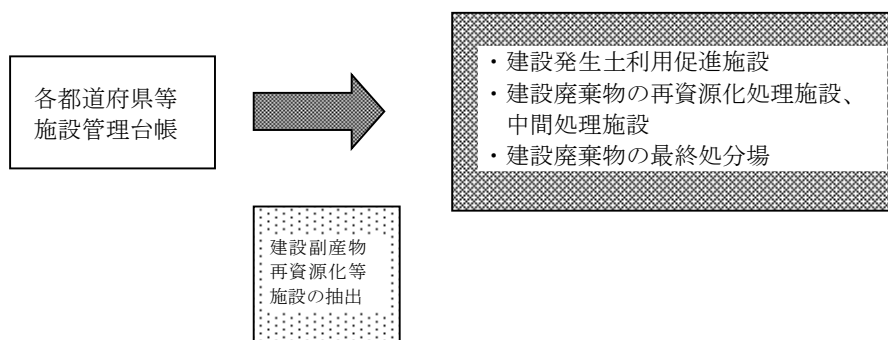 各都道府県等
施設管理台帳
・建設発生土利用促進施設
・建設廃棄物の再資源化処理施設、
中間処理施設
・建設廃棄物の最終処分場
建設副産物
再資源化等
施設の抽出